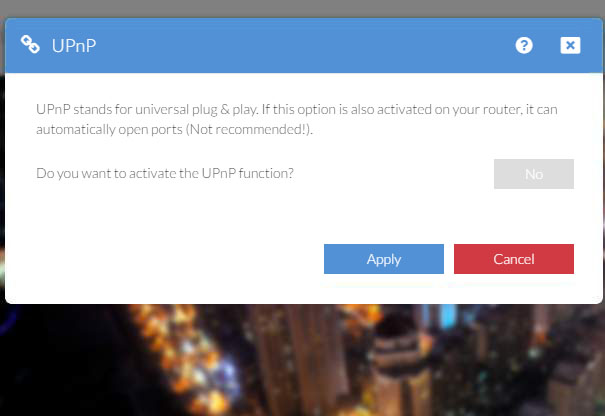 UPnP
UPnP stands for universal plug & play. If this option is also activated on your router, it can
automatically open ports (Not recommended!).
Do you want to activate the UPnP function?
No
Apply
Cancel